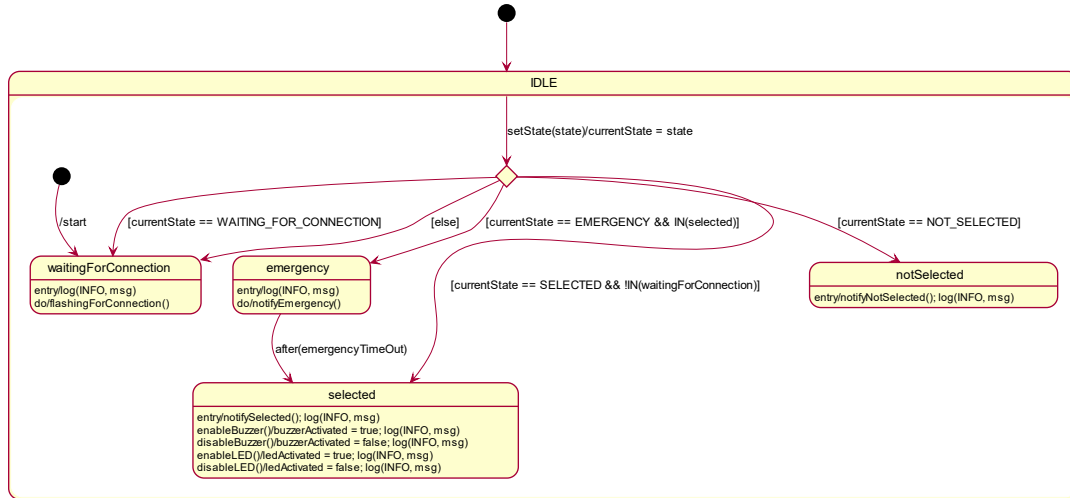 IDLE
setState(state)/currentState = state
/start
[currentState == WAITING_FOR_CONNECTION]
[else]
[currentState == EMERGENCY && IN(selected)]
[currentState == NOT_SELECTED]
waitingForConnection
entry/log(INFO, msg)
do/flashingForConnection()
emergency
entry/log(INFO, msg)
do/notifyEmergency()
[currentState == SELECTED && !IN(waitingForConnection)]
notSelected
entry/notifyNotSelected(); log(INFO, msg)
after(emergencyTimeOut)
selected
entry/notifySelected(); log(INFO, msg)
enableBuzzer()/buzzerActivated = true; log(INFO, msg)
disableBuzzer()/buzzerActivated = false; log(INFO, msg)
enableLED()/ledActivated = true; log(INFO, msg)
disableLED()/ledActivated = false; log(INFO, msg)